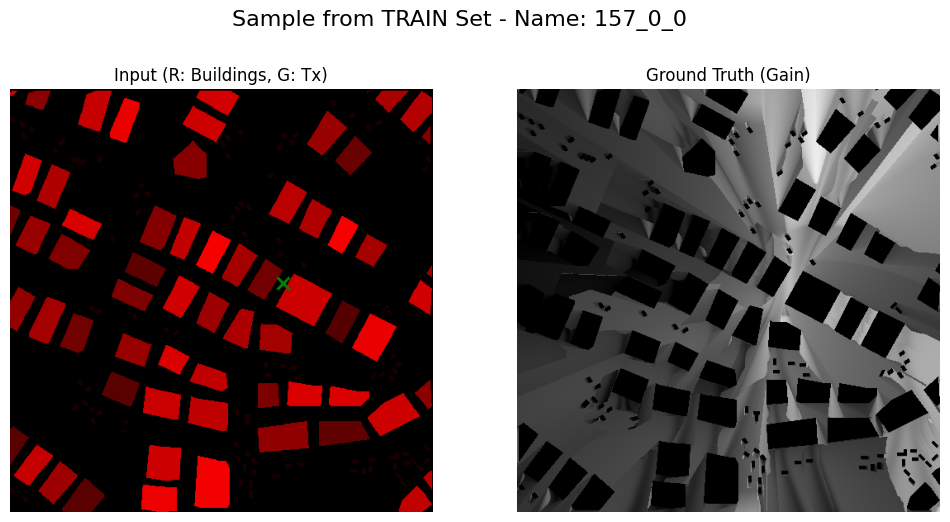 Sample from TRAIN Set - Name: 157_0_0
Input (R: Buildings, G: Tx)
Ground Truth (Gain)